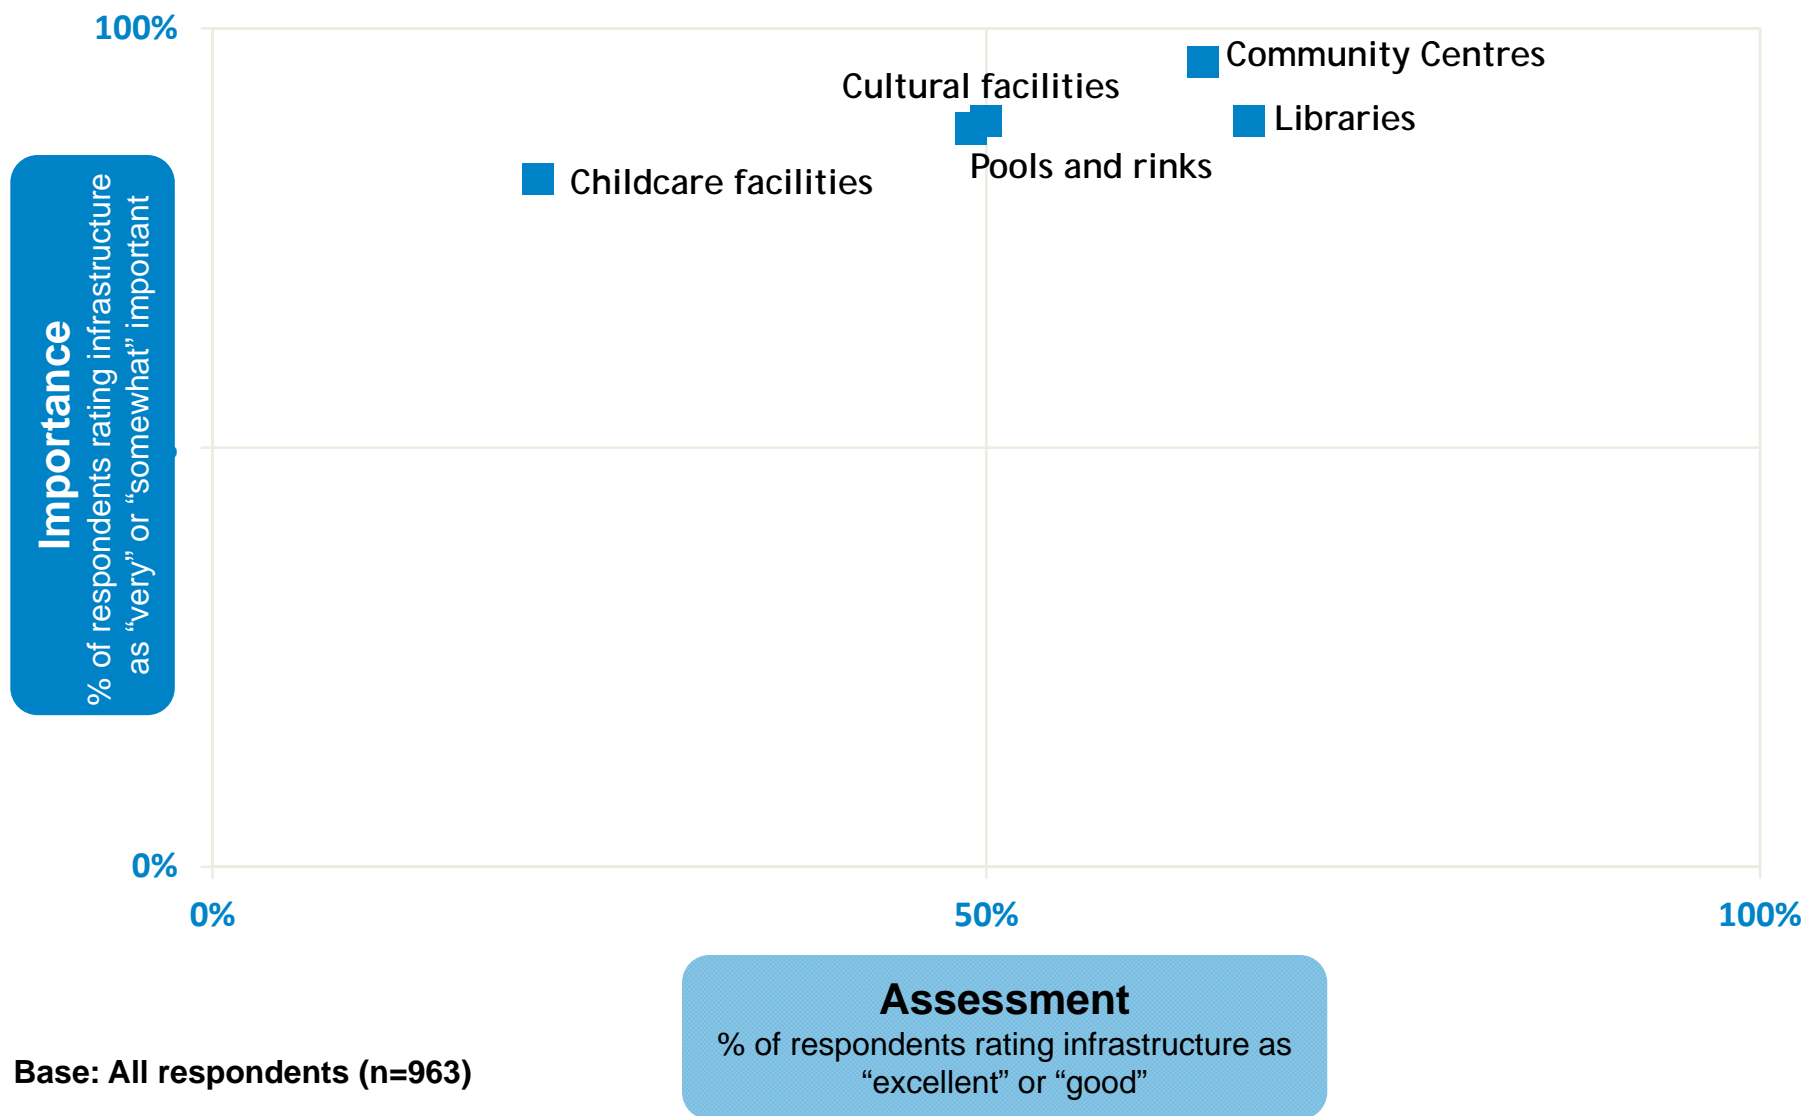 100%
Community Centres
Cultural facilities
Libraries
Pools and rinks
Childcare facilities
Importance
% of respondents rating infrastructure
as “very” or “somewhat” important
0%
0%
50%
100%
Assessment
% of respondents rating infrastructure as
“excellent” or “good”
Base: All respondents (n=963)